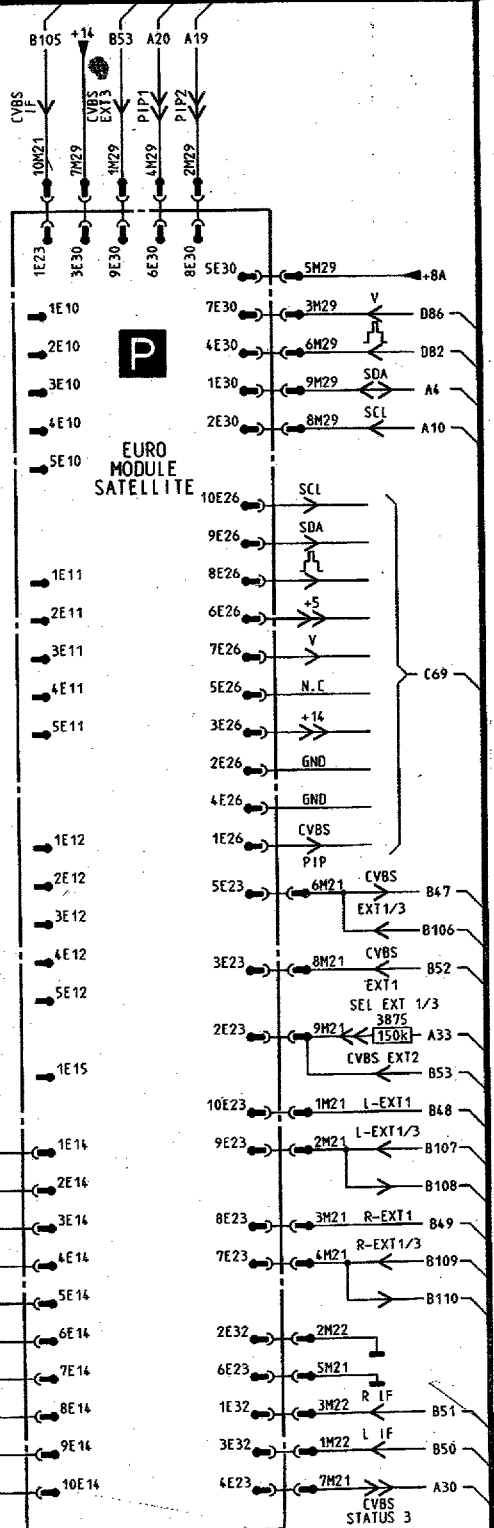 B105 +14 B53 A20 A19
CVBS IF CVBS EXT3 PIP1 PIP2
10M21 7M29 1M29 4M29 2M29
1E23 3E30 9E30 6E30 8E30
5E30 5M29 +8A
1E10 7E30 3M29 V D86
2E10 P 4E30 6M29 D82
3E10 1E30 9M29 SDA A4
4E10 2E30 8M29 SCL A10
5E10
EURO
MODULE
SATELLITE
10E26 SCL
9E26 SDA
1E11 8E26
2E11 6E26 +5
3E11 7E26 V C69
4E11 5E26 N.C
5E11 3E26 +14
2E26 GND
4E26 GND
1E12 1E26 CVBS PIP
2E12 5E23 6M21 CVBS B47
3E12 EXT1/3 B106
4E12 3E23 8M21 CVBS B52
5E12 EXT1
SEL EXT 1/3
3875
2E23 9M21 150k A33
1E15 CVBS EXT2 B53
10E23 1M21 L-EXT1 B48
1E14 9E23 2M21 L-EXT1/3 B107
2E14 B108
3E14 8E23 3M21 R-EXT1 B49
4E14 7E23 4M21 R-EXT1/3 B109
5E14 B110
6E14 2E32 2M22
7E14 6E23 5M21
8E14 1E32 3M22 R IF B51
9E14 3E32 1M22 L IF B50
10E14 4E23 7M21 A30
CVBS
STATUS 3